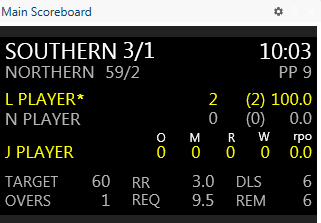 Main Scoreboard
SOUTHERN 3/1 10:03
NORTHERN 59/2 PP 9
L PLAYER* 2 (2) 100.0
N PLAYER 0 (0) 0.0
O M R W rpo
J PLAYER 0 0 0 0 0.0
TARGET 60 RR 3.0 DLS 6
OVERS 1 REQ 9.5 REM 6